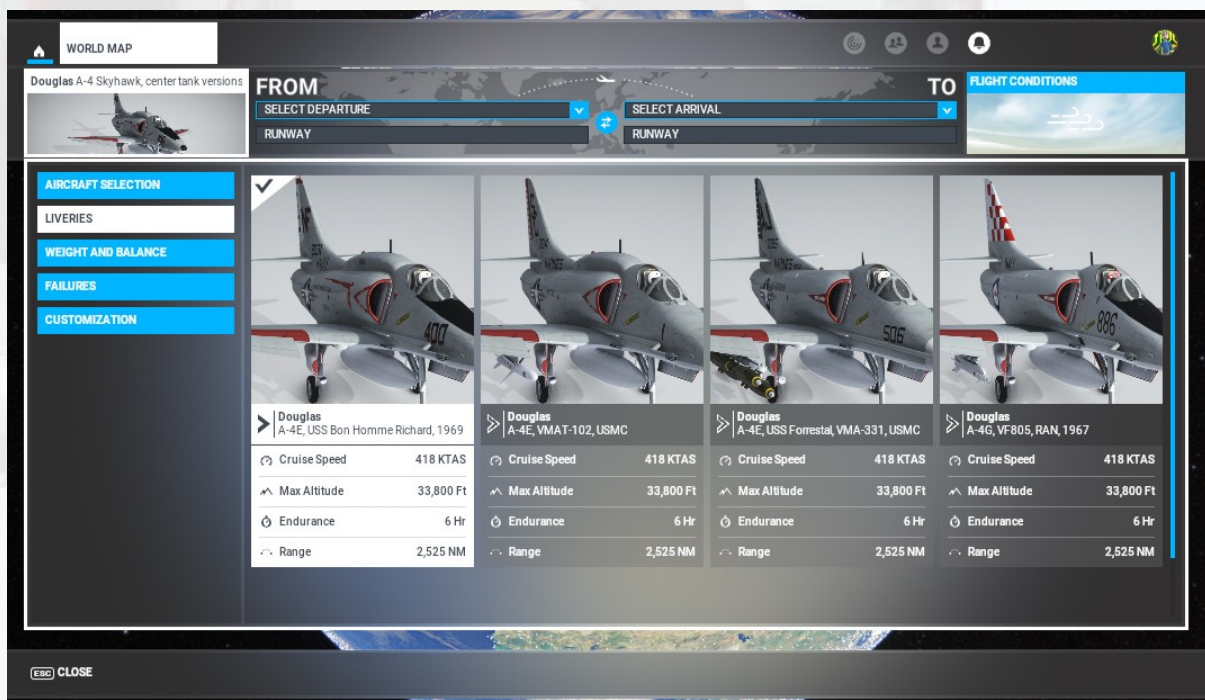 WORLD MAP
Douglas A-4 Skyhawk, center tank versions
FROM
TO
SELECT DEPARTURE
SELECT ARRIVAL
RUNWAY
RUNWAY
FLIGHT CONDITIONS
AIRCRAFT SELECTION
LIVERIES
WEIGHT AND BALANCE
FAILURES
CUSTOMIZATION
400
506
886
Douglas
A-4E, USS Bon Homme Richard, 1969
Cruise Speed 418 KTAS
Max Altitude 33,800 Ft
Endurance 6 Hr
Range 2,525 NM
Douglas
A-4E, VMAT-102, USMC
Cruise Speed 418 KTAS
Max Altitude 33,800 Ft
Endurance 6 Hr
Range 2,525 NM
Douglas
A-4E, USS Forrestal, VMA-331, USMC
Cruise Speed 418 KTAS
Max Altitude 33,800 Ft
Endurance 6 Hr
Range 2,525 NM
Douglas
A-4G, VF805, RAN, 1967
Cruise Speed 418 KTAS
Max Altitude 33,800 Ft
Endurance 6 Hr
Range 2,525 NM
ESC CLOSE